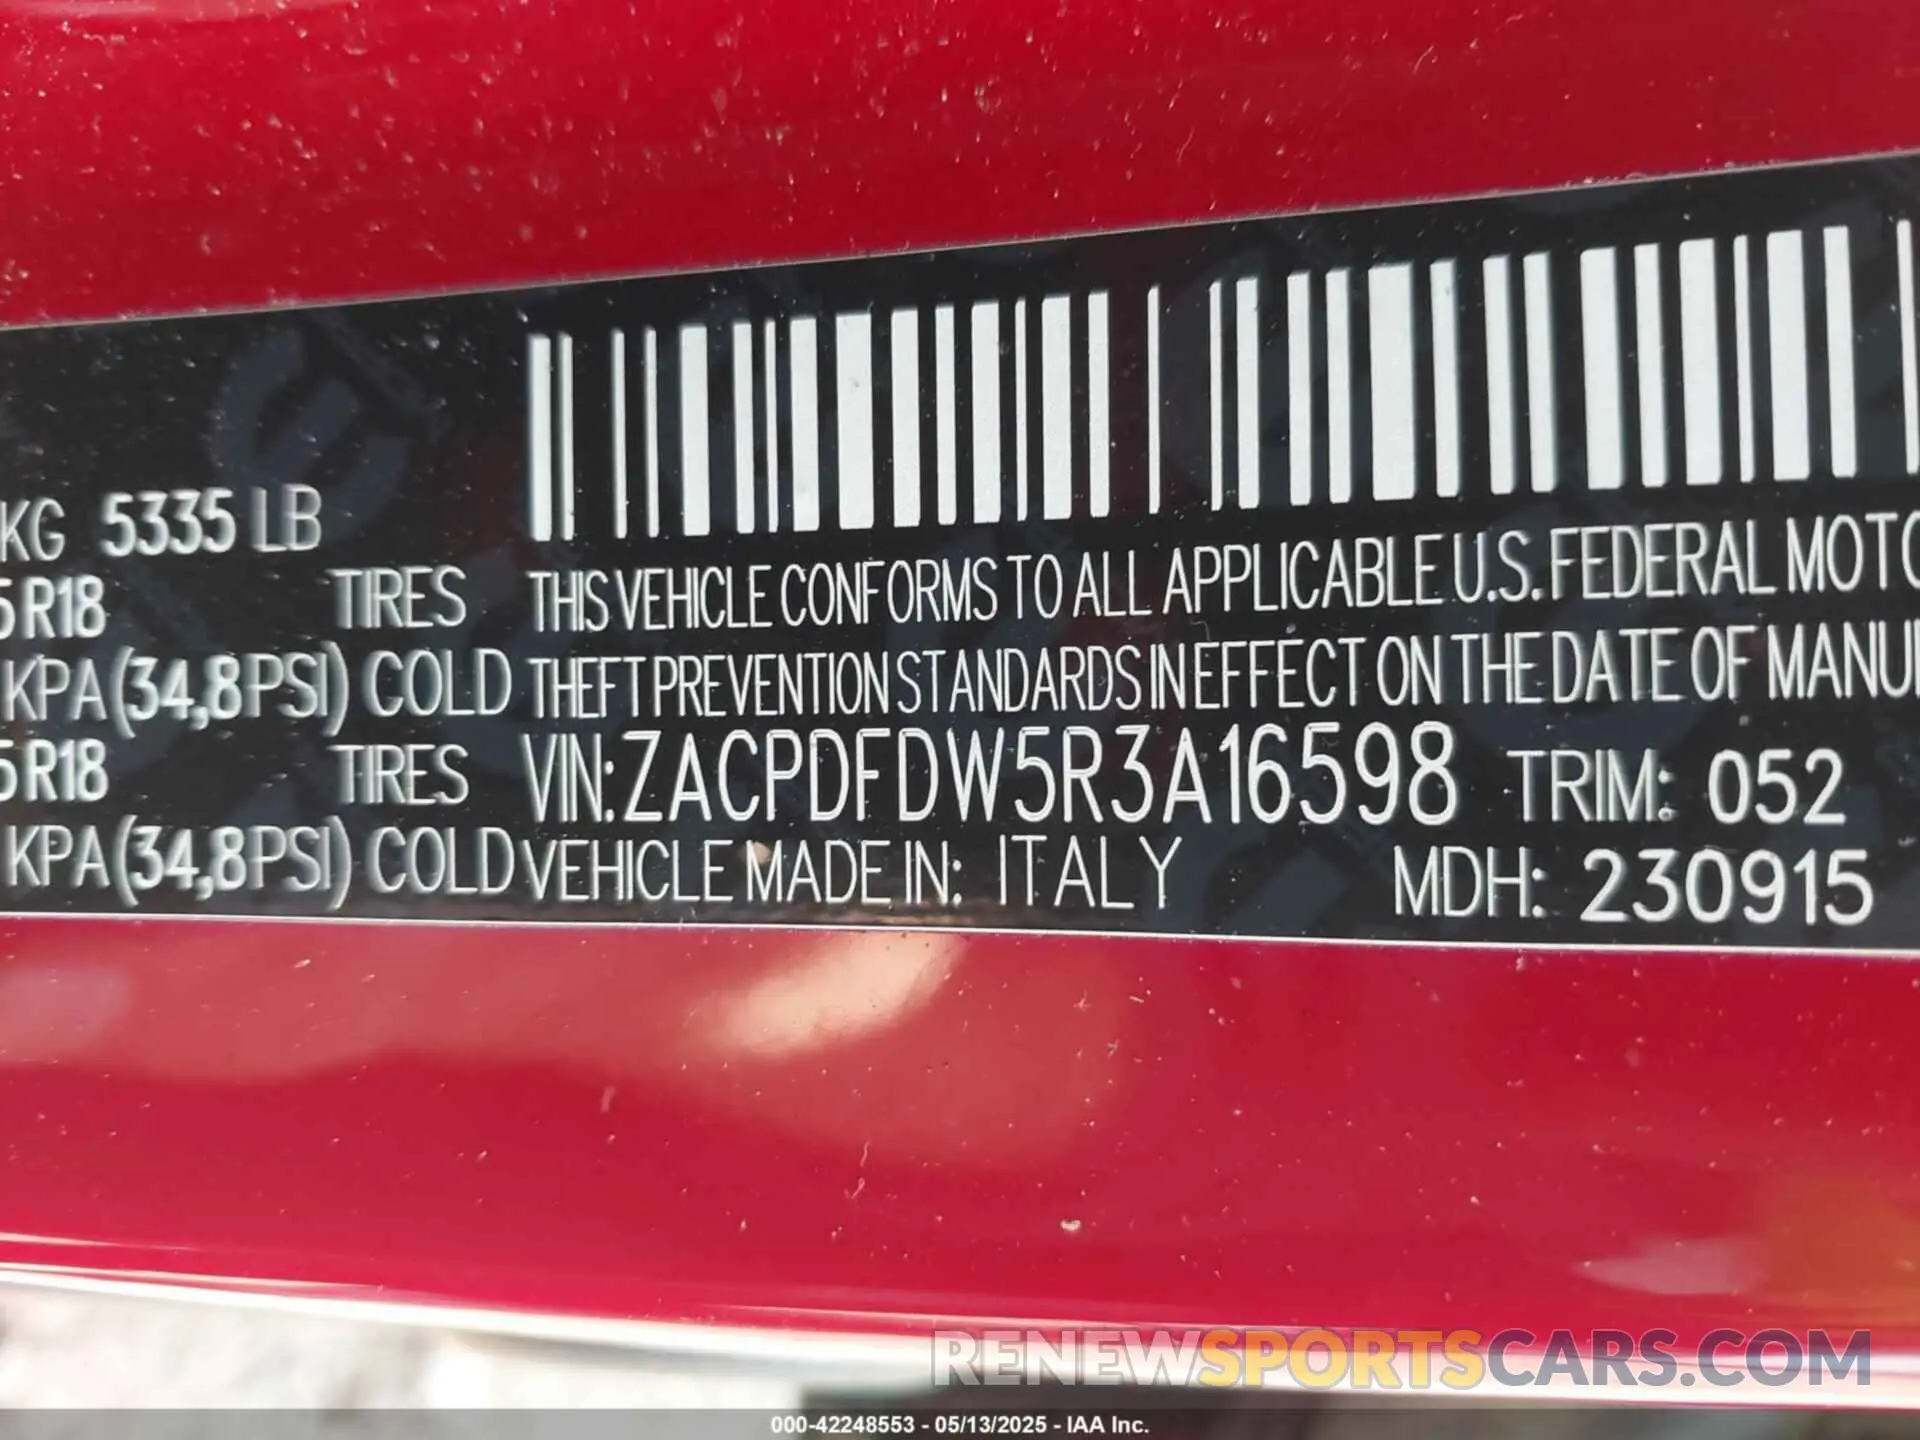 KG 5335 LB
5 R18 TIRES
KPA (34,8PSI) COLD
5 R18 TIRES
KPA (34,8PSI) COLD
THIS VEHICLE CONFORMS TO ALL APPLICABLE U.S. FEDERAL MOTO
THEFT PREVENTION STANDARDS IN EFFECT ON THE DATE OF MANU
VIN: ZACPDFDW5R3A16598 TRIM: 052
VEHICLE MADE IN: ITALY MDH: 230915
RENEWSPORTSCARS.COM
000-42248553 - 05/13/2025 - IAA Inc.